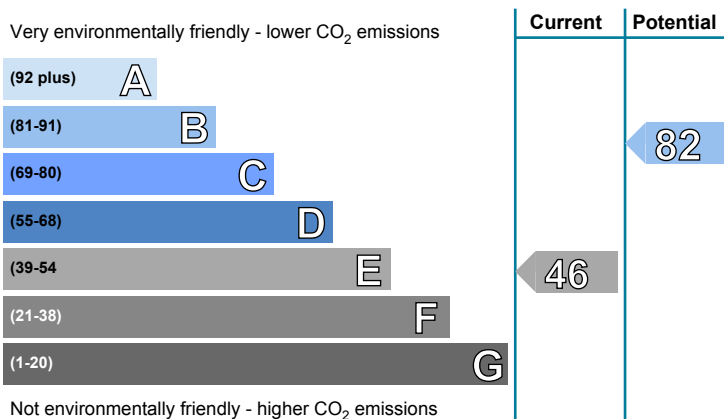 Current Potential
Very environmentally friendly - lower CO2 emissions
(92 plus) A
(81-91) B
82
(69-80) C
(55-68) D
(39-54 E
46
(21-38) F
(1-20) G
Not environmentally friendly - higher CO2 emissions